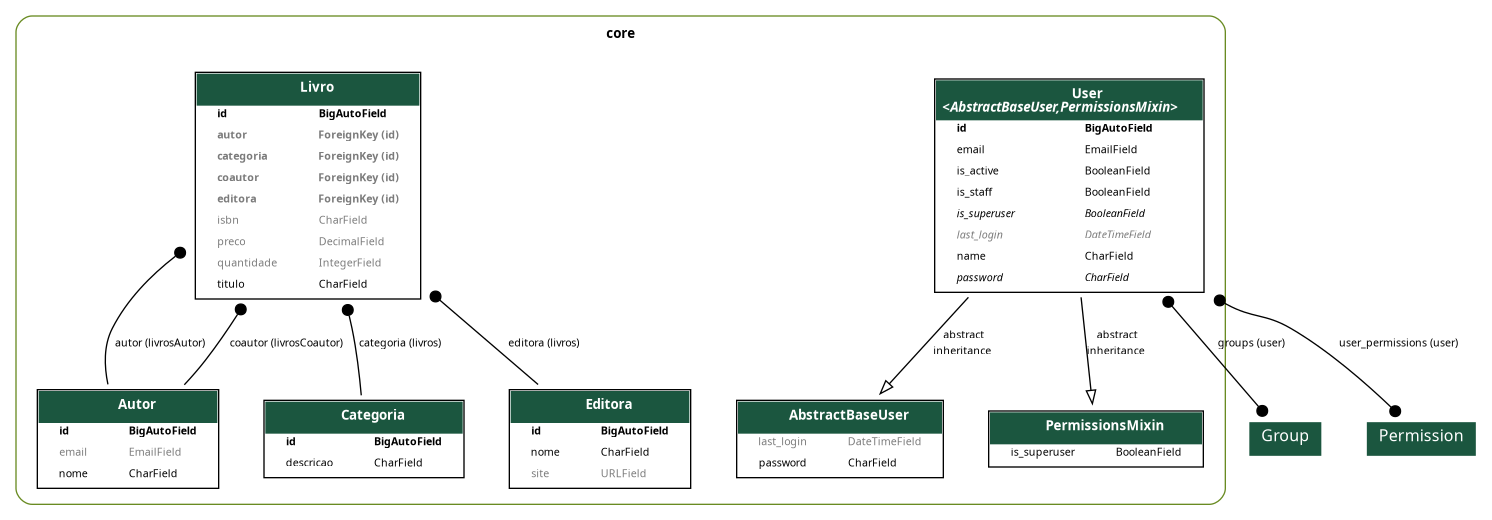 core
Livro
id BigAutoField
autor ForeignKey (id)
categoria ForeignKey (id)
coautor ForeignKey (id)
editora ForeignKey (id)
isbn CharField
preco DecimalField
quantidade IntegerField
titulo CharField
User
<AbstractBaseUser,PermissionsMixin>
id BigAutoField
email EmailField
is_active BooleanField
is_staff BooleanField
is_superuser BooleanField
last_login DateTimeField
name CharField
password CharField
autor (livrosAutor)
coautor (livrosCoautor)
categoria (livros)
editora (livros)
abstract
inheritance
abstract
inheritance
groups (user)
user_permissions (user)
Autor
id BigAutoField
email EmailField
nome CharField
Categoria
id BigAutoField
descricao CharField
Editora
id BigAutoField
nome CharField
site URLField
AbstractBaseUser
last_login DateTimeField
password CharField
PermissionsMixin
is_superuser BooleanField
Group
Permission